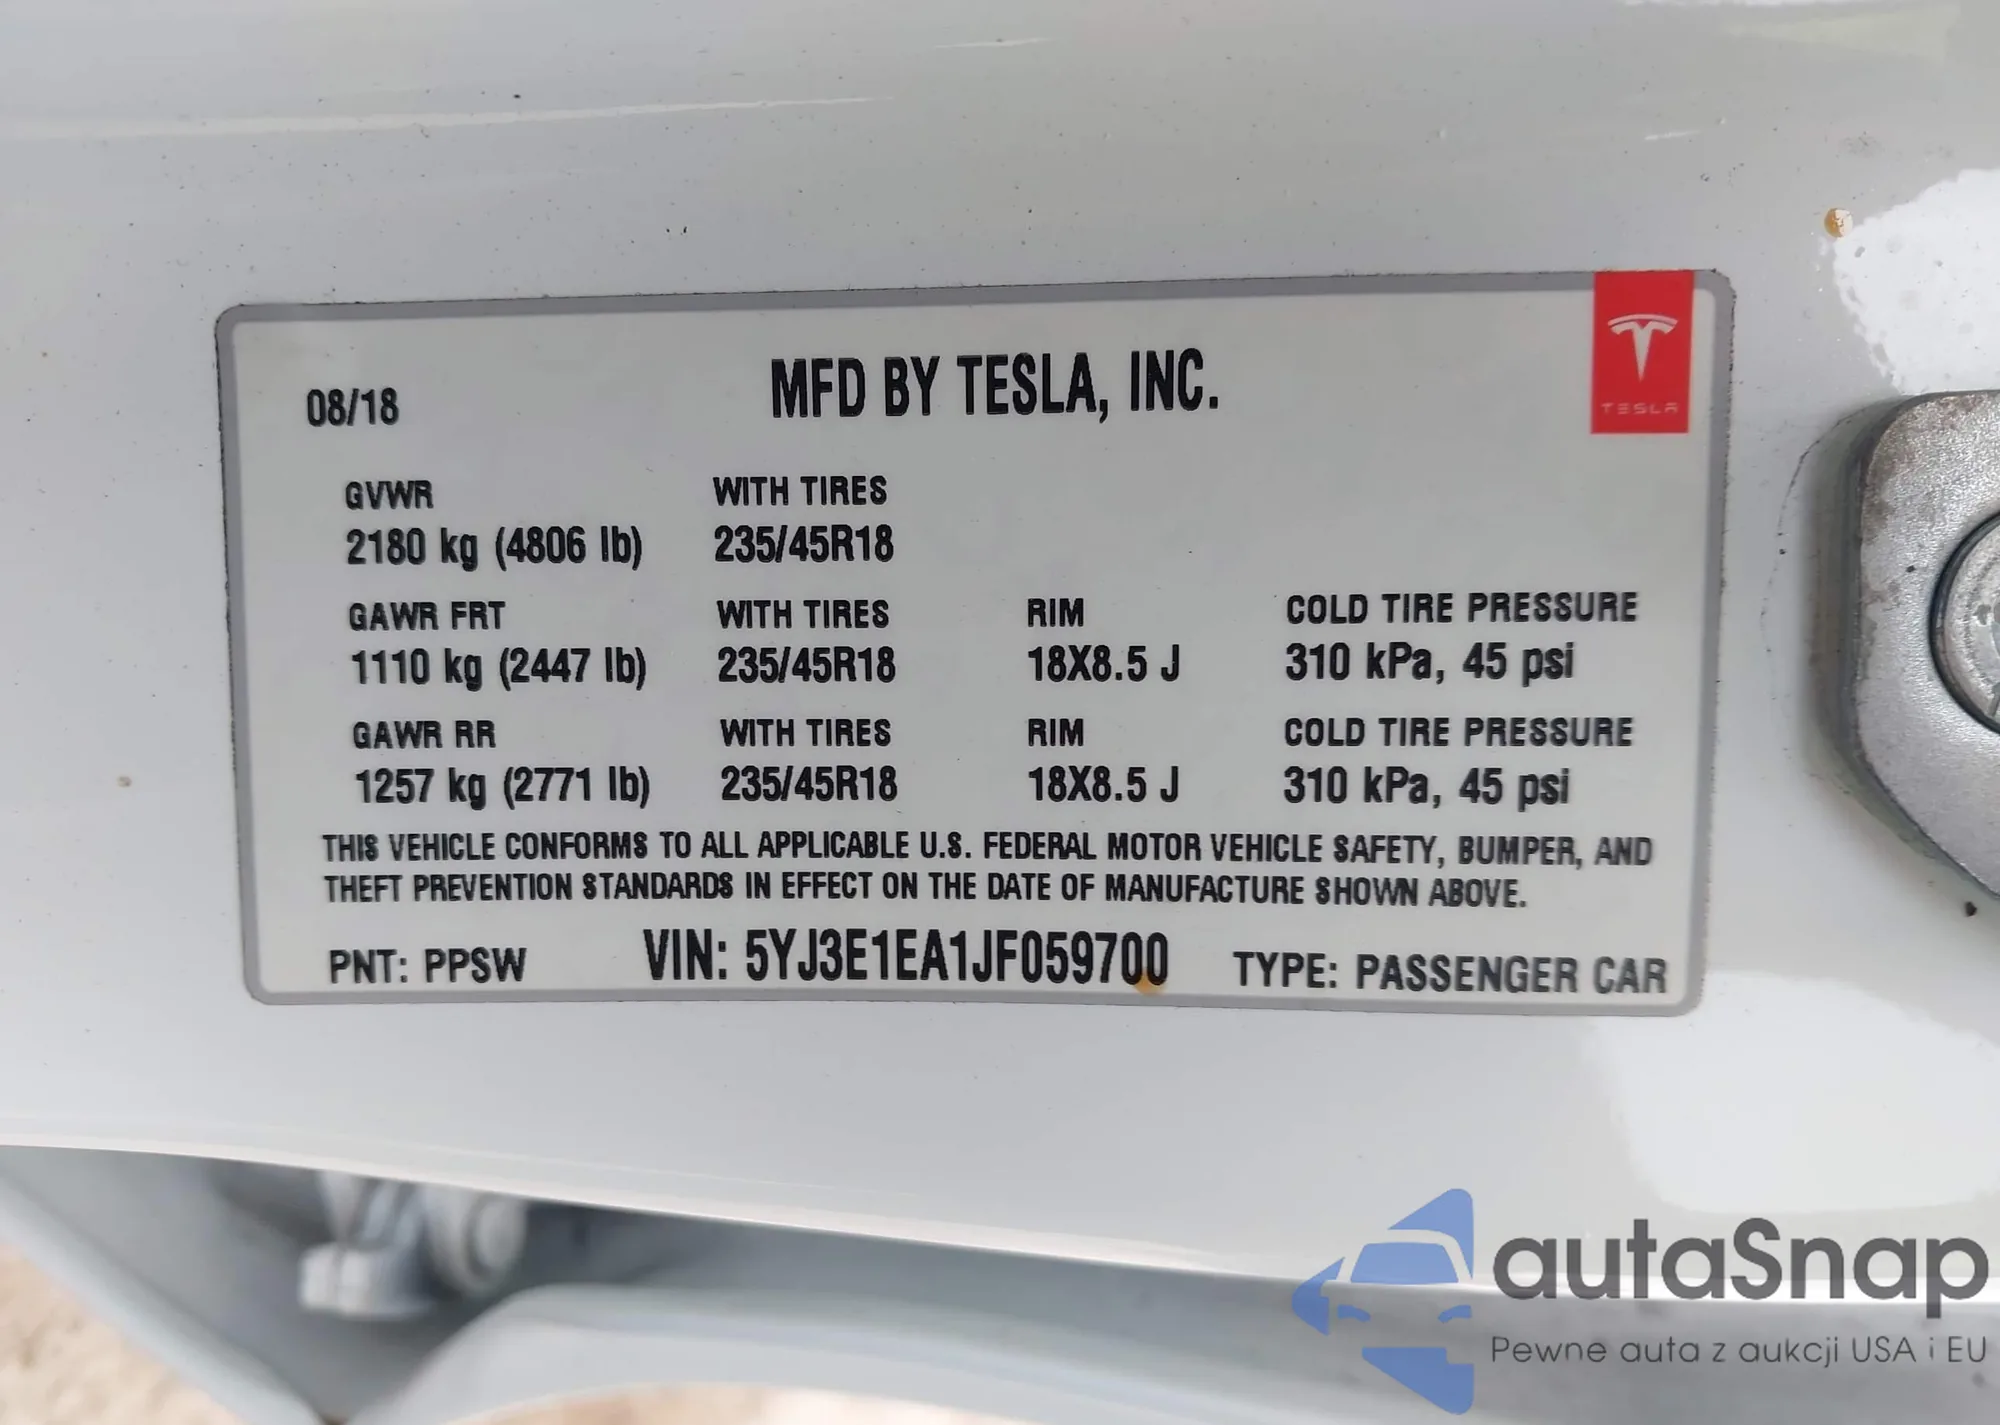 TESLA
08/18 MFD BY TESLA, INC.
GVWR WITH TIRES
2180 kg (4806 lb) 235/45R18
GAWR FRT WITH TIRES RIM COLD TIRE PRESSURE
1110 kg (2447 lb) 235/45R18 18X8.5 J 310 kPa, 45 psi
GAWR RR WITH TIRES RIM COLD TIRE PRESSURE
1257 kg (2771 lb) 235/45R18 18X8.5 J 310 kPa, 45 psi
THIS VEHICLE CONFORMS TO ALL APPLICABLE U.S. FEDERAL MOTOR VEHICLE SAFETY, BUMPER, AND
THEFT PREVENTION STANDARDS IN EFFECT ON THE DATE OF MANUFACTURE SHOWN ABOVE.
PNT: PPSW VIN: 5YJ3E1EA1JF059700 TYPE: PASSENGER CAR
autaSnap
Pewne auta z aukcji USA i EU